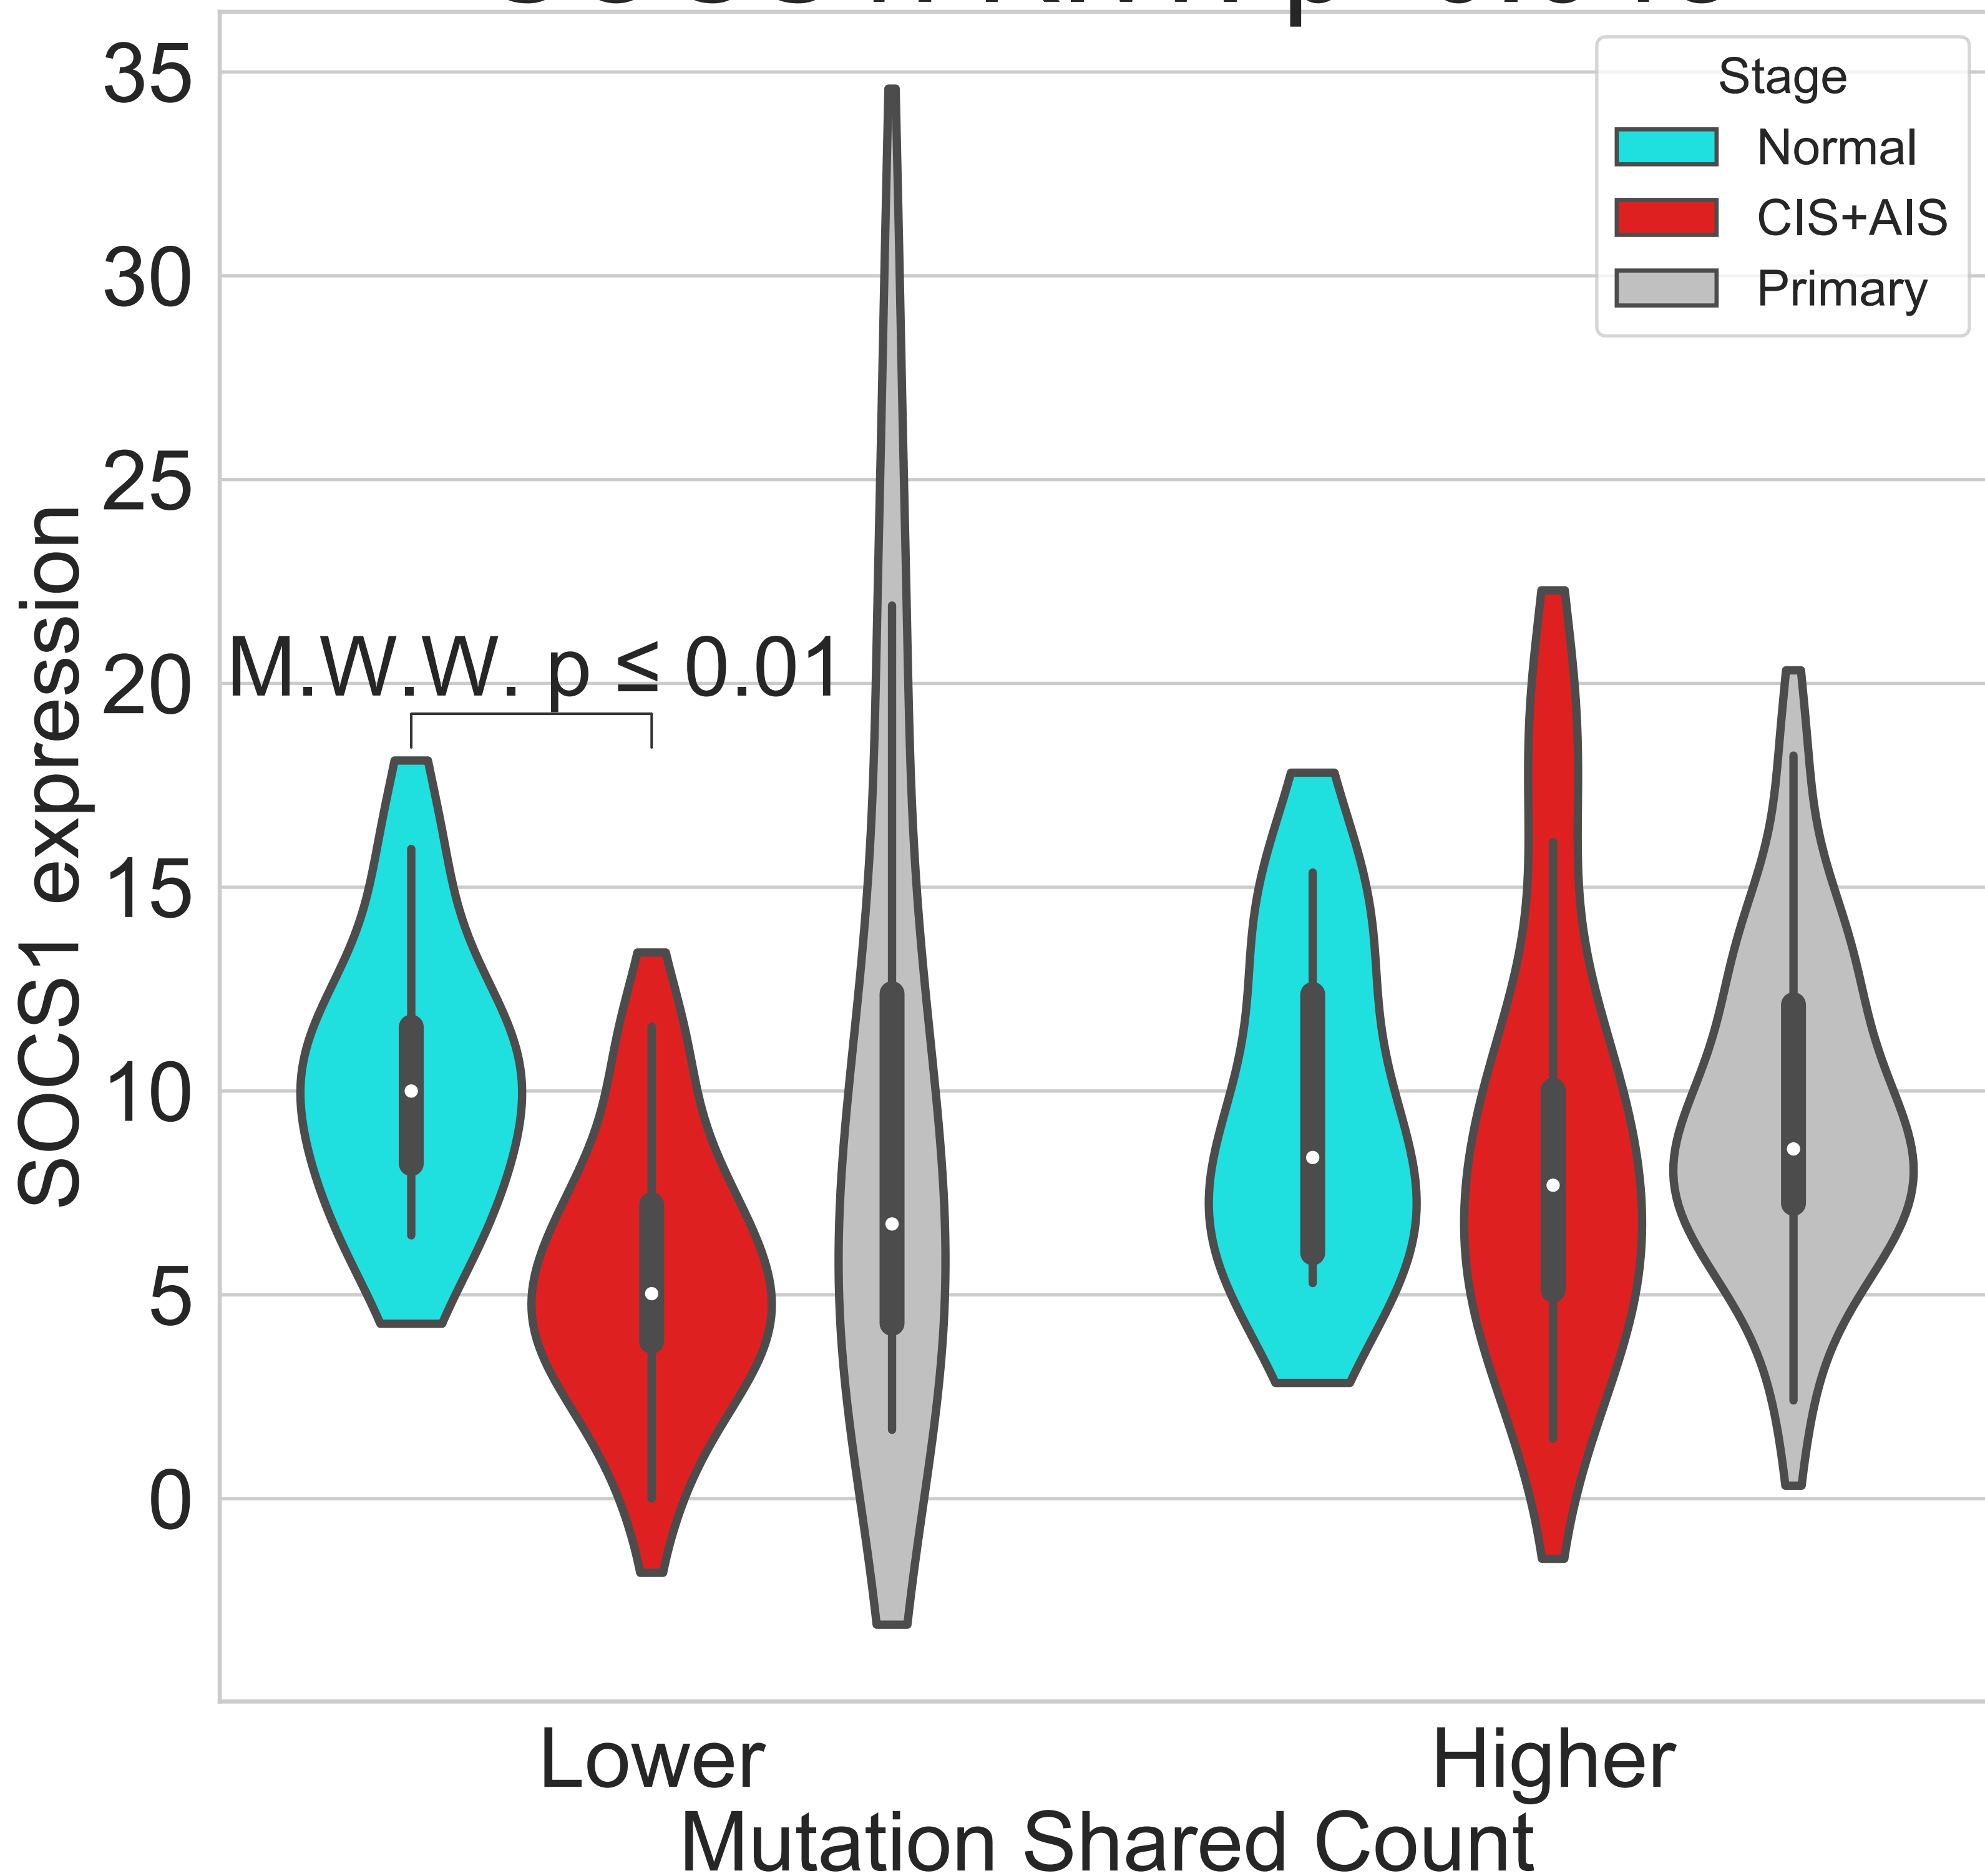 35
30
25
20
15
10
5
0
SOCS1 expression
M.W.W. p ≤ 0.01
Stage
Normal
CIS+AIS
Primary
Lower
Higher
Mutation Shared Count